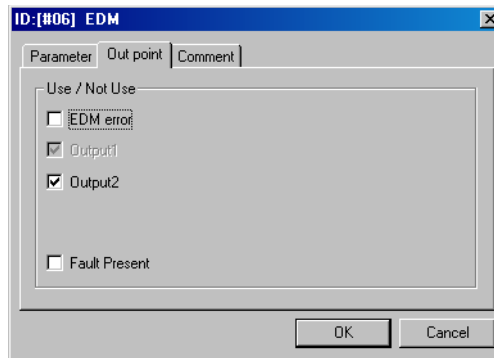 ID:[#06] EDM
Parameter Out point Comment
Use / Not Use
EDM error
Output1
Output2
Fault Present
OK Cancel